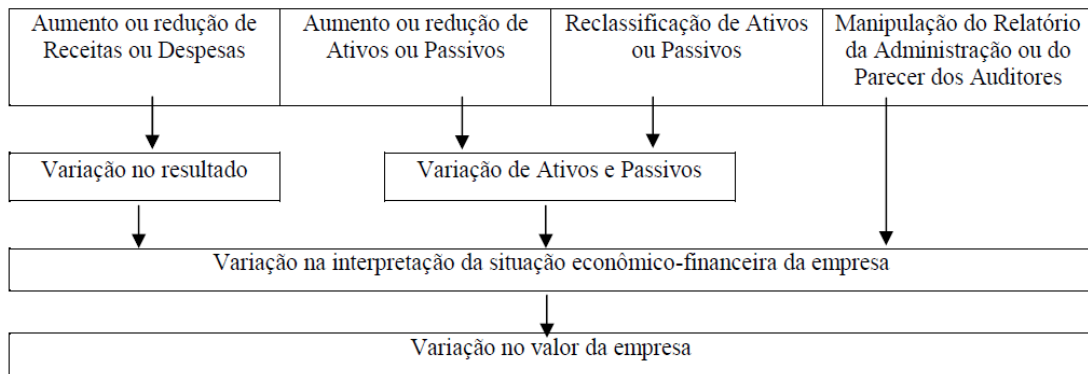 Aumento ou redução de
Receitas ou Despesas
Aumento ou redução de
Ativos ou Passivos
Reclassificação de Ativos
ou Passivos
Manipulação do Relatório
da Administração ou do
Parecer dos Auditores
Variação no resultado
Variação de Ativos e Passivos
Variação na interpretação da situação econômico-financeira da empresa
Variação no valor da empresa